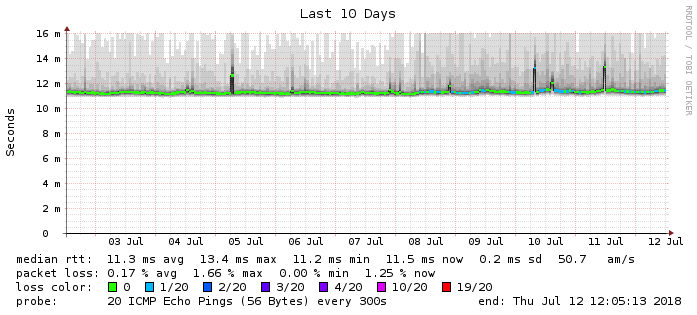 Last 10 Days
RRDTOOL / TOBI OETIKER
Seconds
16 m
14 m
12 m
10 m
8 m
6 m
4 m
2 m
0
03 Jul 04 Jul 05 Jul 06 Jul 07 Jul 08 Jul 09 Jul 10 Jul 11 Jul 12 Jul
median rtt: 11.3 ms avg 13.4 ms max 11.2 ms min 11.5 ms now 0.2 ms sd 50.7 am/s
packet loss: 0.17 % avg 1.66 % max 0.00 % min 1.25 % now
loss color: 0 1/20 2/20 3/20 4/20 10/20 19/20
probe: 20 ICMP Echo Pings (56 Bytes) every 300s end: Thu Jul 12 12:05:13 2018